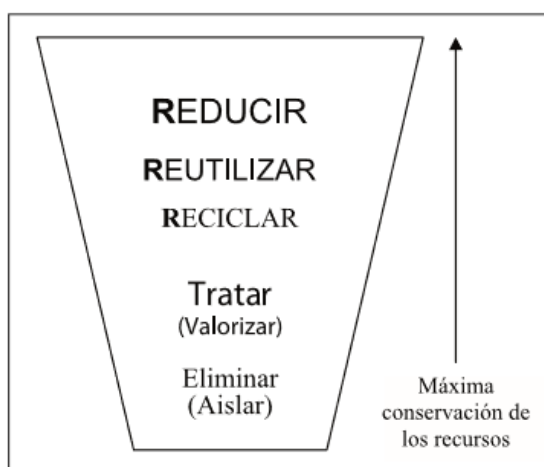 REDUCIR
REUTILIZAR
RECICLAR
Tratar
(Valorizar)
Eliminar
(Aislar)
Máxima
conservación de
los recursos